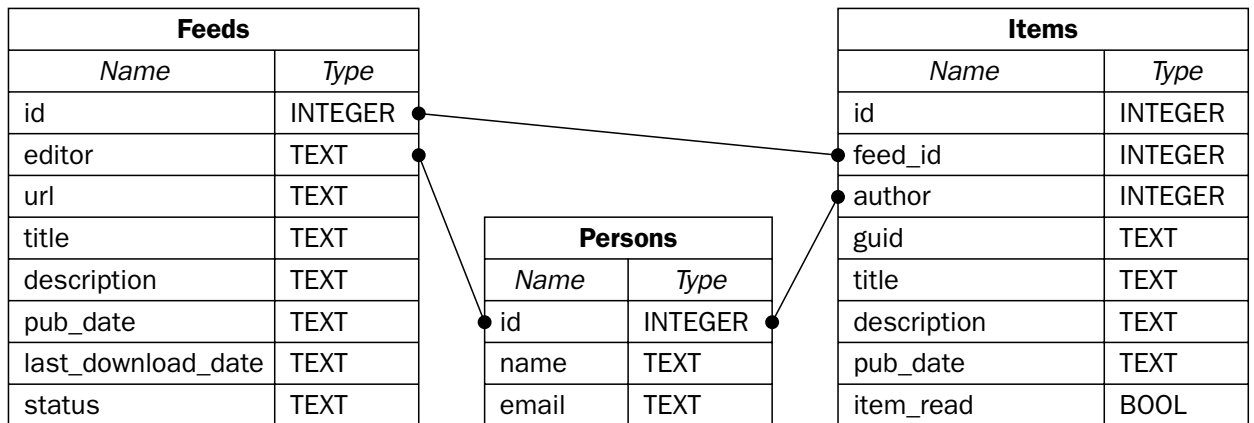 Feeds
Name Type
id INTEGER
editor TEXT
url TEXT
title TEXT
description TEXT
pub_date TEXT
last_download_date TEXT
status TEXT
Persons
Name Type
id INTEGER
name TEXT
email TEXT
Items
Name Type
id INTEGER
feed_id INTEGER
author INTEGER
guid TEXT
title TEXT
description TEXT
pub_date TEXT
item_read BOOL